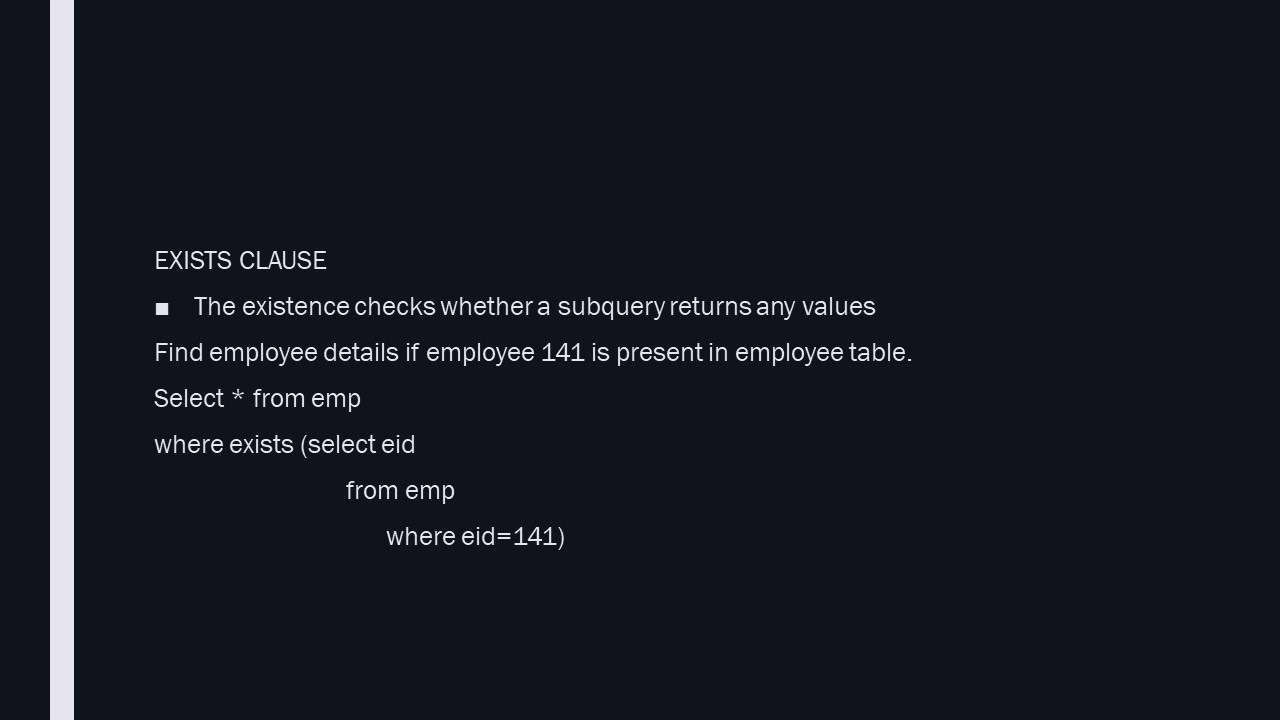 EXISTS CLAUSE
▪ The existence checks whether a subquery returns any values
Find employee details if employee 141 is present in employee table.
Select * from emp
where exists (select eid
from emp
where eid=141)